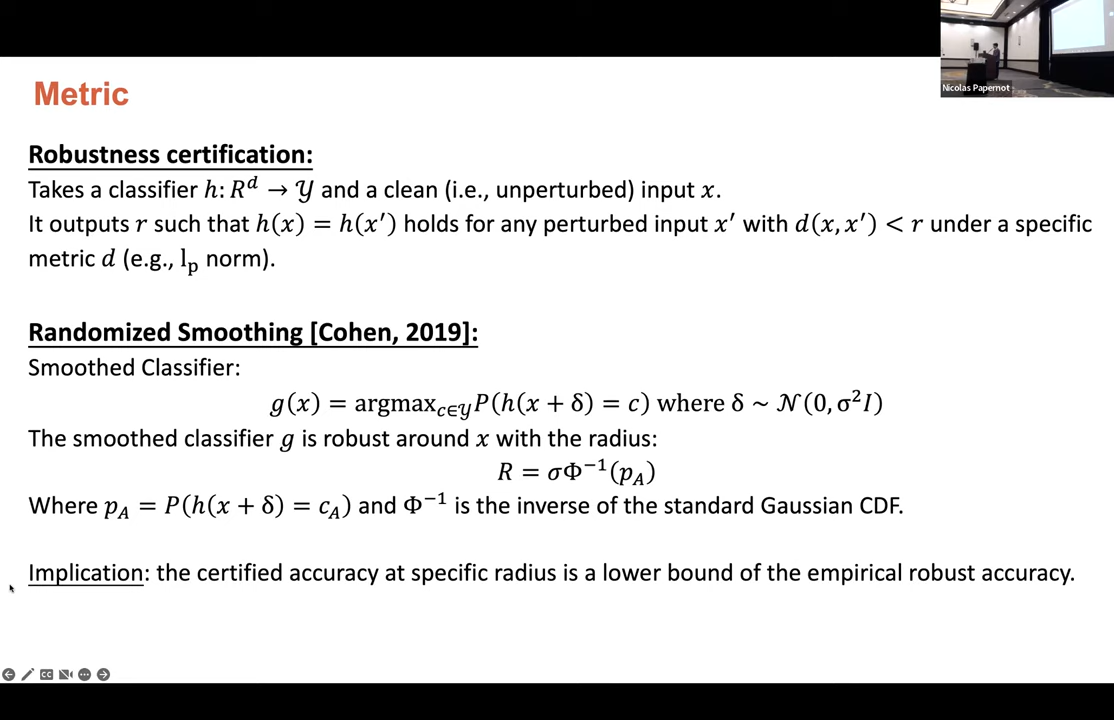 Nicolas Papernot
Metric
Robustness certification:
Takes a classifier h: R^d → 𝒴 and a clean (i.e., unperturbed) input x.
It outputs r such that h(x) = h(x′) holds for any perturbed input x′ with d(x, x′) < r under a specific
metric d (e.g., l_p norm).
Randomized Smoothing [Cohen, 2019]:
Smoothed Classifier:
g(x) = argmax_{c∈𝒴} P(h(x + δ) = c) where δ ~ 𝒩(0, σ²I)
The smoothed classifier g is robust around x with the radius:
R = σΦ⁻¹(p_A)
Where p_A = P(h(x + δ) = c_A) and Φ⁻¹ is the inverse of the standard Gaussian CDF.
Implication: the certified accuracy at specific radius is a lower bound of the empirical robust accuracy.
CC